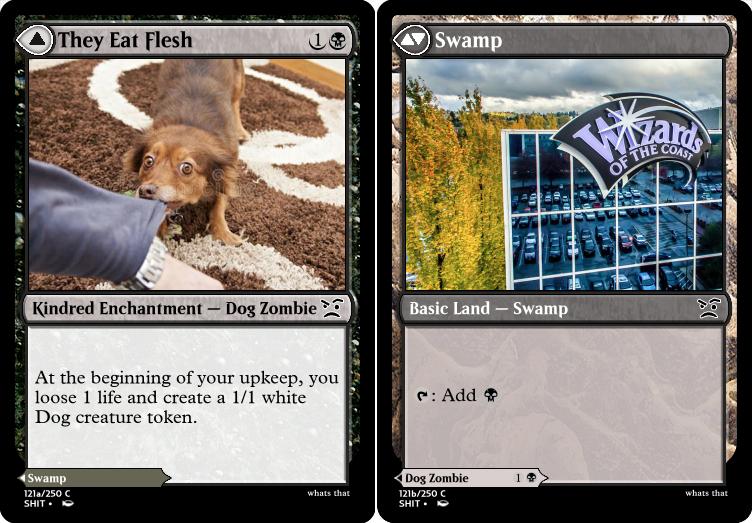 They Eat Flesh 1
Kindred Enchantment — Dog Zombie
At the beginning of your upkeep, you
loose 1 life and create a 1/1 white
Dog creature token.
Swamp
121a/250 C
SHIT •
whats that
Swamp
Wizards
OF THE COAST
Basic Land — Swamp
: Add
Dog Zombie 1
121b/250 C
SHIT •
whats that